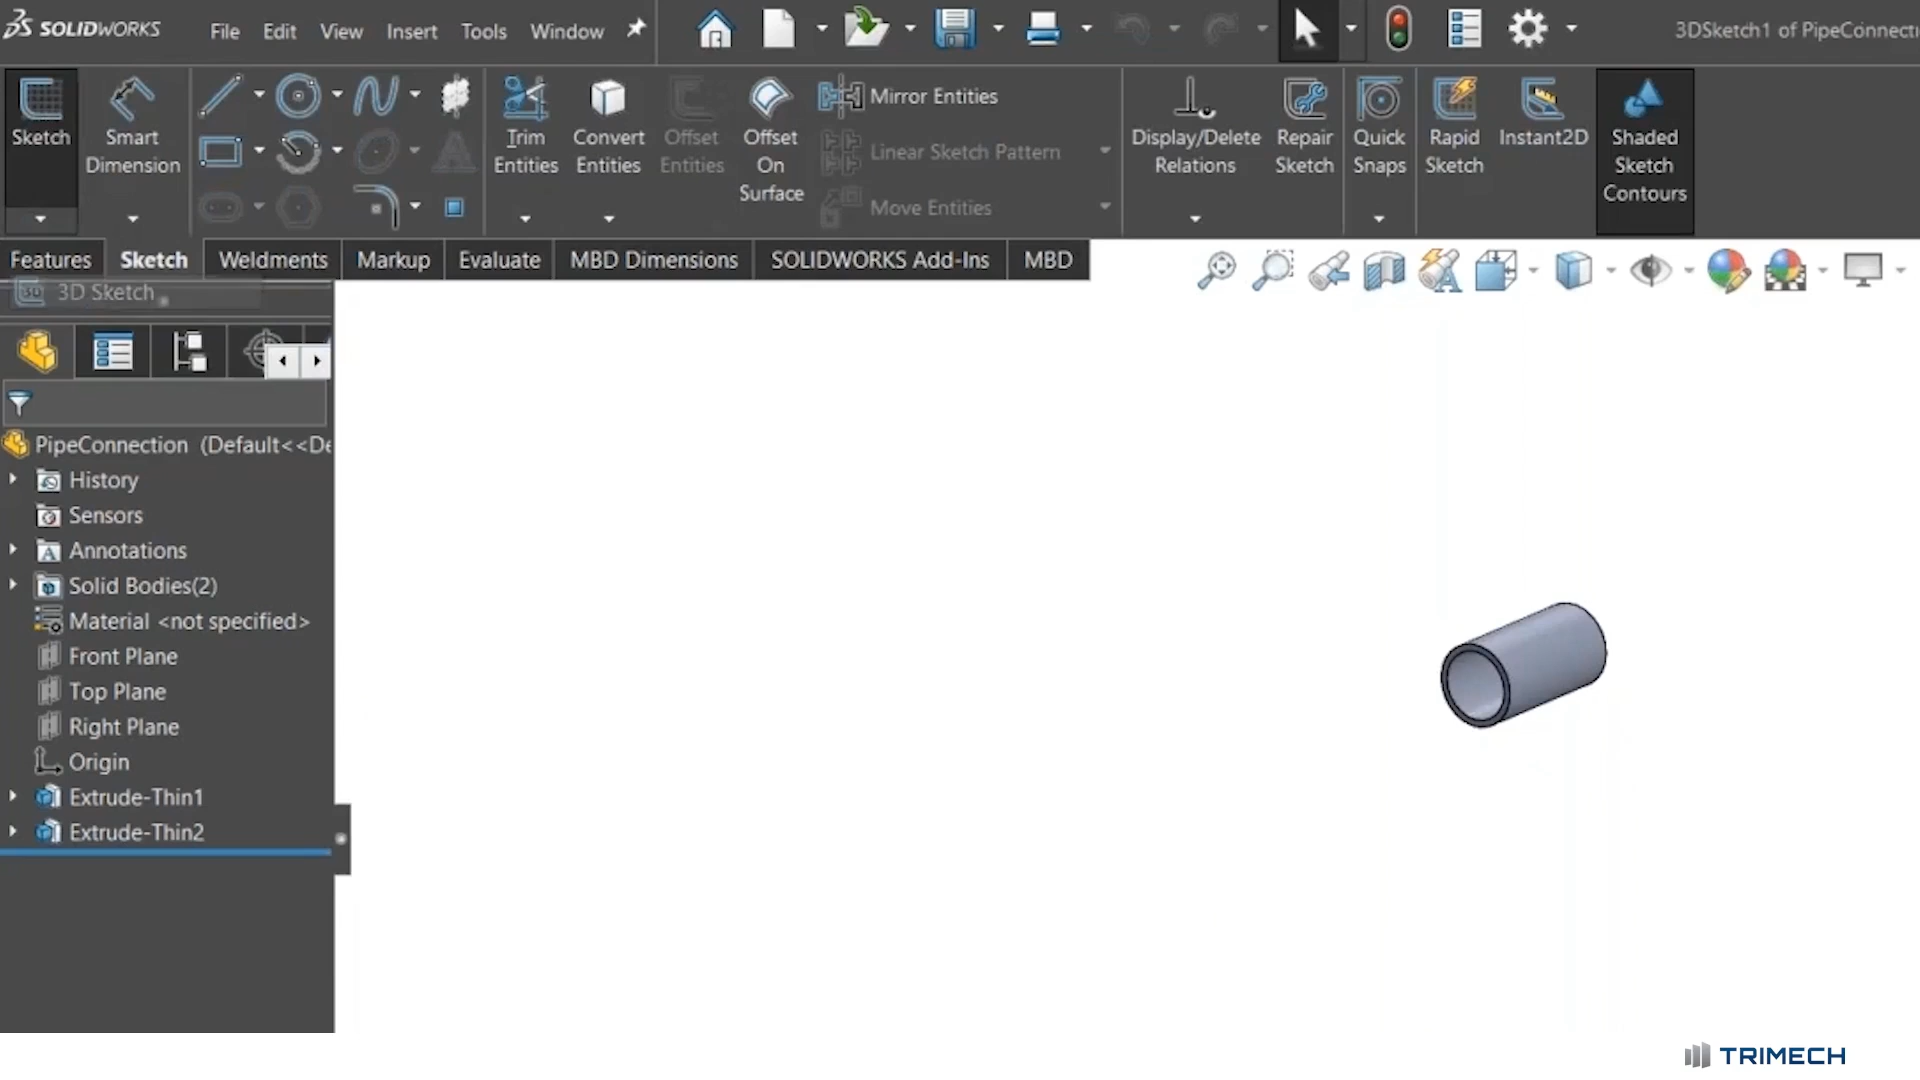 SOLIDWORKS File Edit View Insert Tools Window 3DSketch1 of PipeConnecti
Sketch
Smart
Dimension
Trim
Entities
Convert
Entities
Offset
Entities
Offset
On
Surface
Mirror Entities
Linear Sketch Pattern
Move Entities
Display/Delete
Relations
Repair
Sketch
Quick
Snaps
Rapid
Sketch
Instant2D
Shaded
Sketch
Contours
Features Sketch Weldments Markup Evaluate MBD Dimensions SOLIDWORKS Add-Ins MBD
3D 3D Sketch
PipeConnection (Default<<De
History
Sensors
Annotations
Solid Bodies(2)
Material <not specified>
Front Plane
Top Plane
Right Plane
Origin
Extrude-Thin1
Extrude-Thin2
TRIMECH